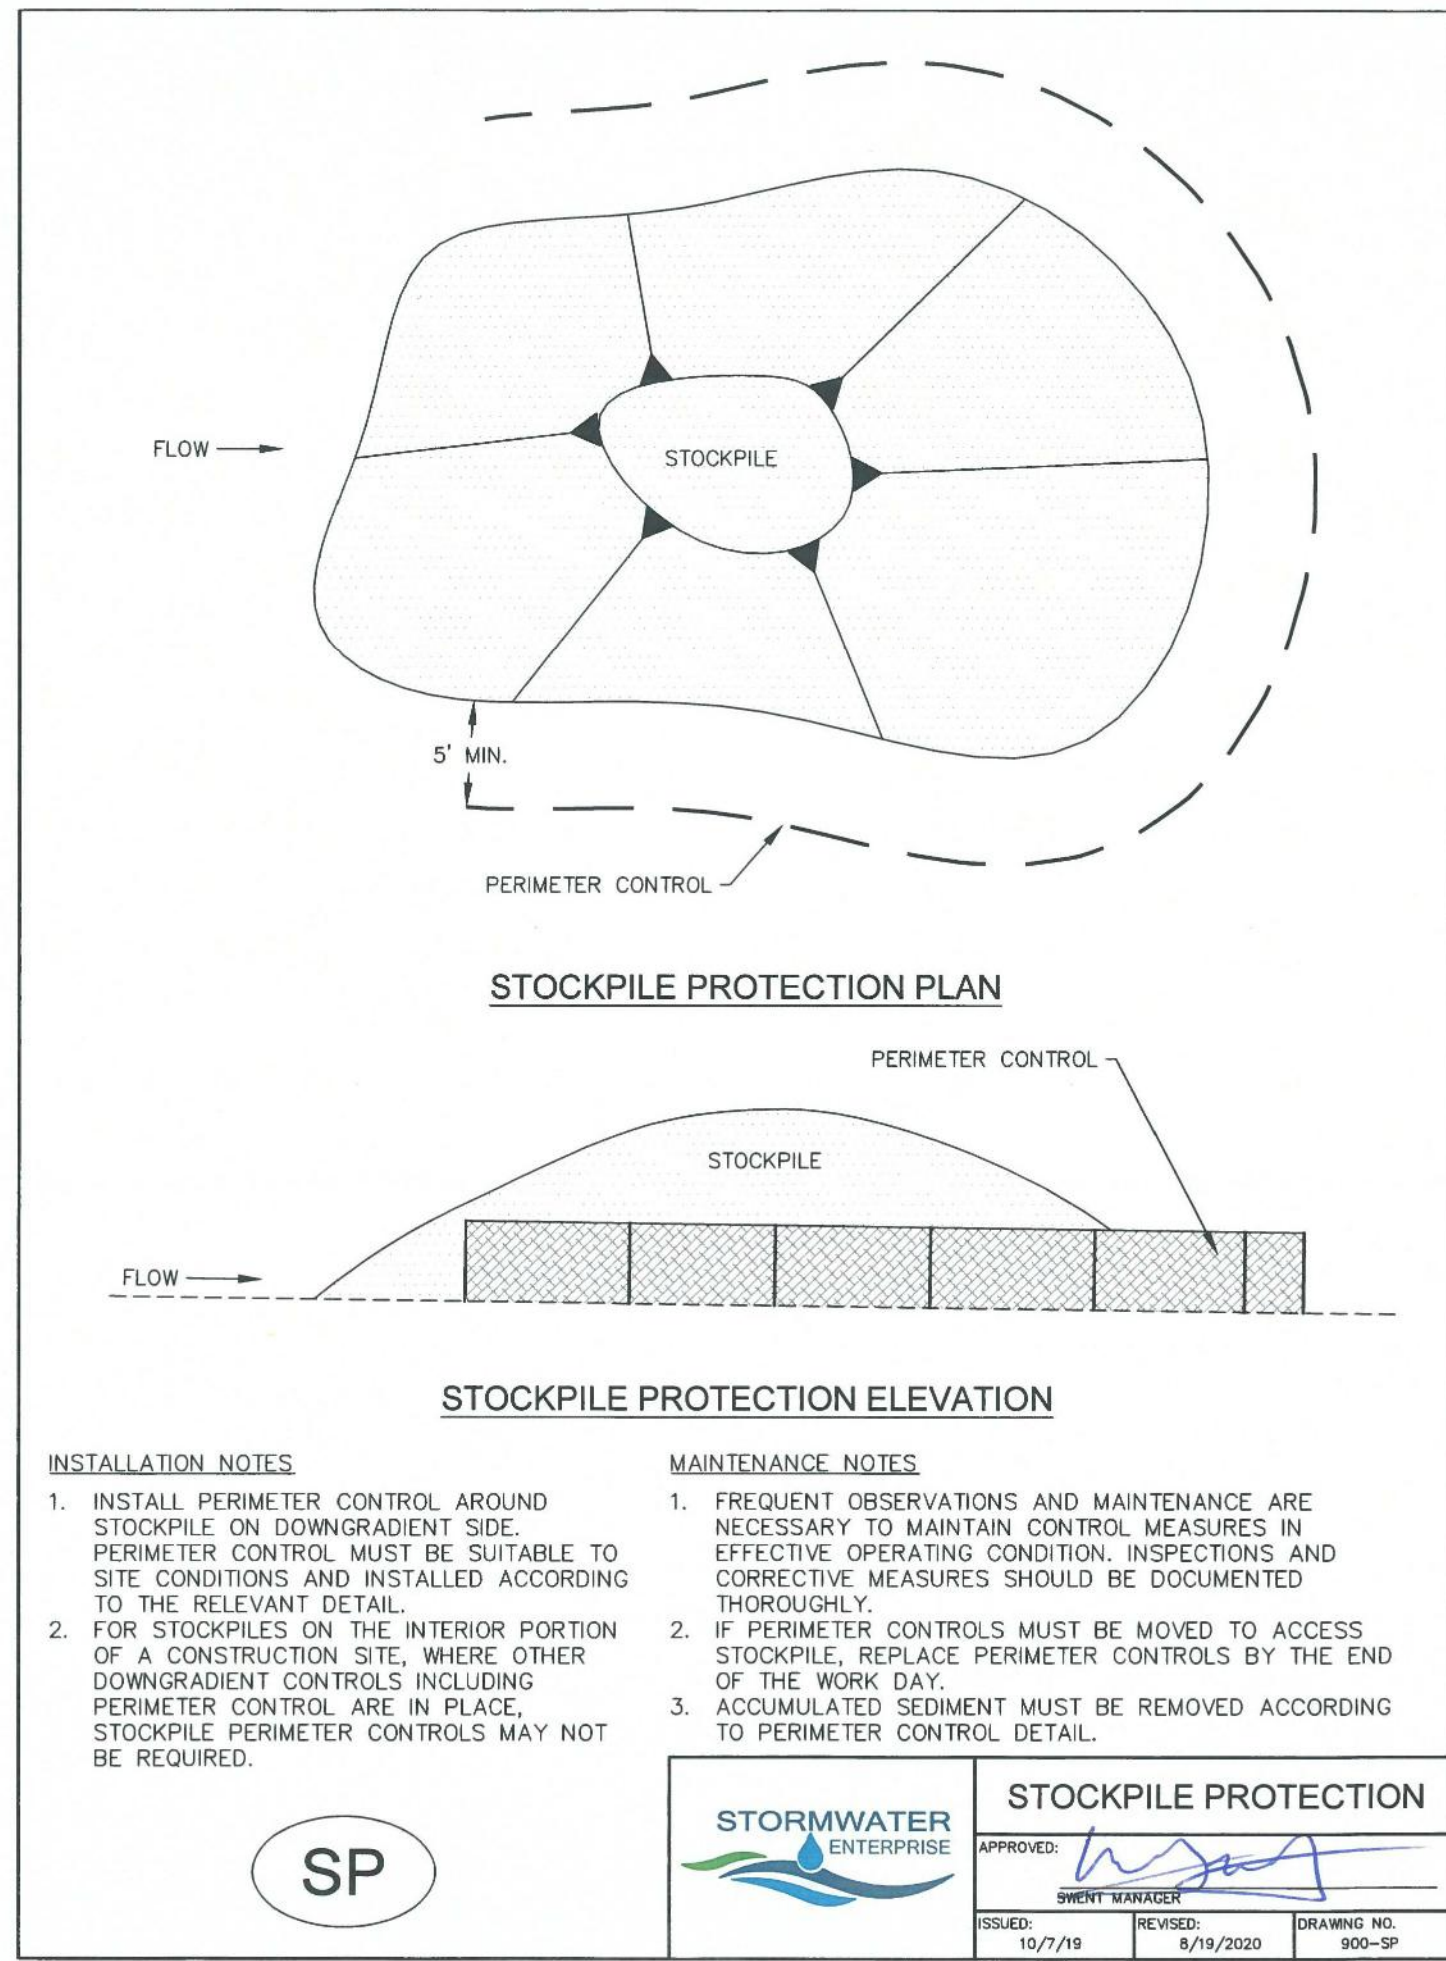 FLOW
STOCKPILE
5' MIN.
PERIMETER CONTROL
STOCKPILE PROTECTION PLAN
PERIMETER CONTROL
STOCKPILE
FLOW
STOCKPILE PROTECTION ELEVATION
INSTALLATION NOTES
1. INSTALL PERIMETER CONTROL AROUND
STOCKPILE ON DOWNGRADIENT SIDE.
PERIMETER CONTROL MUST BE SUITABLE TO
SITE CONDITIONS AND INSTALLED ACCORDING
TO THE RELEVANT DETAIL.
2. FOR STOCKPILES ON THE INTERIOR PORTION
OF A CONSTRUCTION SITE, WHERE OTHER
DOWNGRADIENT CONTROLS INCLUDING
PERIMETER CONTROL ARE IN PLACE,
STOCKPILE PERIMETER CONTROLS MAY NOT
BE REQUIRED.
MAINTENANCE NOTES
1. FREQUENT OBSERVATIONS AND MAINTENANCE ARE
NECESSARY TO MAINTAIN CONTROL MEASURES IN
EFFECTIVE OPERATING CONDITION. INSPECTIONS AND
CORRECTIVE MEASURES SHOULD BE DOCUMENTED
THOROUGHLY.
2. IF PERIMETER CONTROLS MUST BE MOVED TO ACCESS
STOCKPILE, REPLACE PERIMETER CONTROLS BY THE END
OF THE WORK DAY.
3. ACCUMULATED SEDIMENT MUST BE REMOVED ACCORDING
TO PERIMETER CONTROL DETAIL.
SP
STORMWATER
ENTERPRISE
STOCKPILE PROTECTION
APPROVED:
SWENT MANAGER
ISSUED:
10/7/19
REVISED:
8/19/2020
DRAWING NO.
900-SP